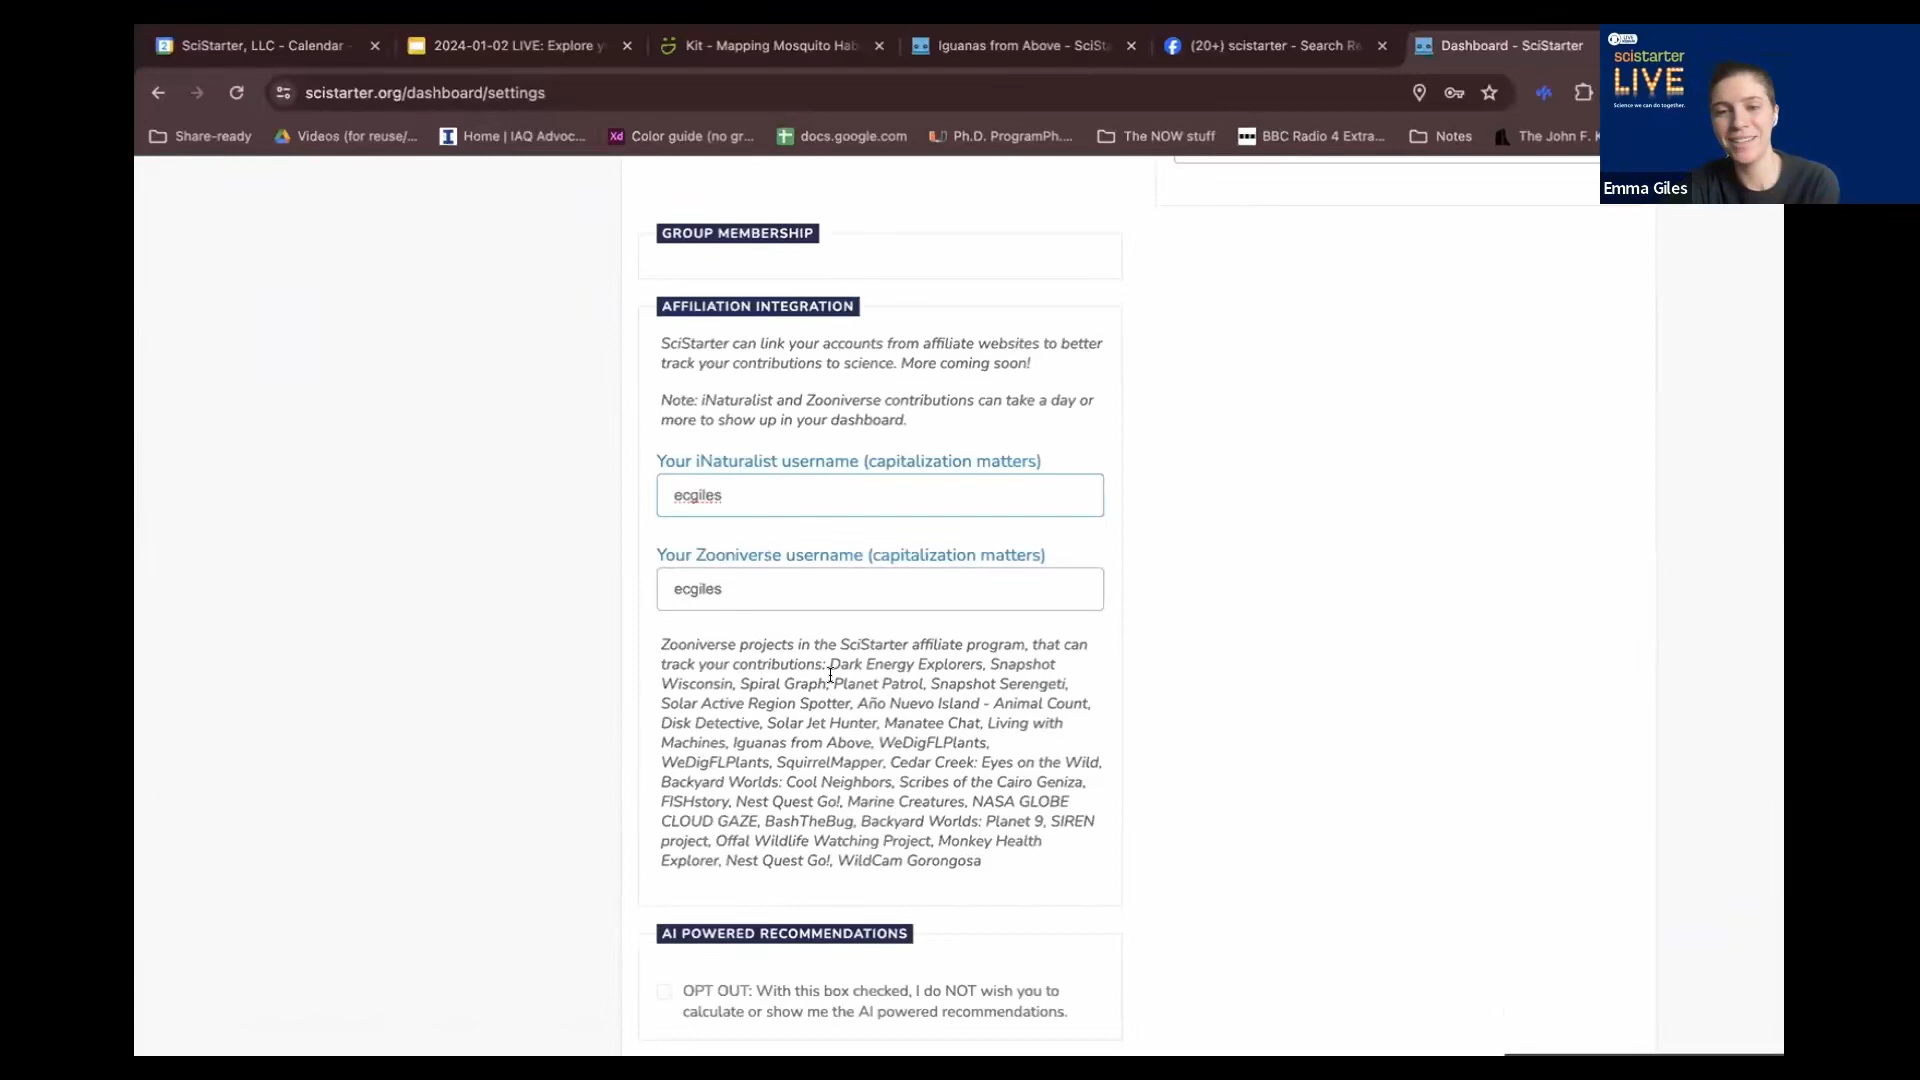 SciStarter, LLC - Calendar
2024-01-02 LIVE: Explore y
Kit - Mapping Mosquito Hab
Iguanas from Above - SciSta
(20+) scistarter - Search Re
Dashboard - SciStarter
scistarter.org/dashboard/settings
Share-ready
Videos (for reuse/...
Home | IAQ Advoc...
Xd
Color guide (no gr...
docs.google.com
Ph.D. ProgramPh....
The NOW stuff
BBC Radio 4 Extra...
Notes
The John F. K
scistarter
LIVE
Science we can do together.
Emma Giles
GROUP MEMBERSHIP
AFFILIATION INTEGRATION
SciStarter can link your accounts from affiliate websites to better
track your contributions to science. More coming soon!
Note: iNaturalist and Zooniverse contributions can take a day or
more to show up in your dashboard.
Your iNaturalist username (capitalization matters)
ecgiles
Your Zooniverse username (capitalization matters)
ecgiles
Zooniverse projects in the SciStarter affiliate program, that can
track your contributions: Dark Energy Explorers, Snapshot
Wisconsin, Spiral Graph, Planet Patrol, Snapshot Serengeti,
Solar Active Region Spotter, Año Nuevo Island - Animal Count,
Disk Detective, Solar Jet Hunter, Manatee Chat, Living with
Machines, Iguanas from Above, WeDigFLPlants,
WeDigFLPlants, SquirrelMapper, Cedar Creek: Eyes on the Wild,
Backyard Worlds: Cool Neighbors, Scribes of the Cairo Geniza,
FISHstory, Nest Quest Go!, Marine Creatures, NASA GLOBE
CLOUD GAZE, BashTheBug, Backyard Worlds: Planet 9, SIREN
project, Offal Wildlife Watching Project, Monkey Health
Explorer, Nest Quest Go!, WildCam Gorongosa
AI POWERED RECOMMENDATIONS
OPT OUT: With this box checked, I do NOT wish you to
calculate or show me the AI powered recommendations.